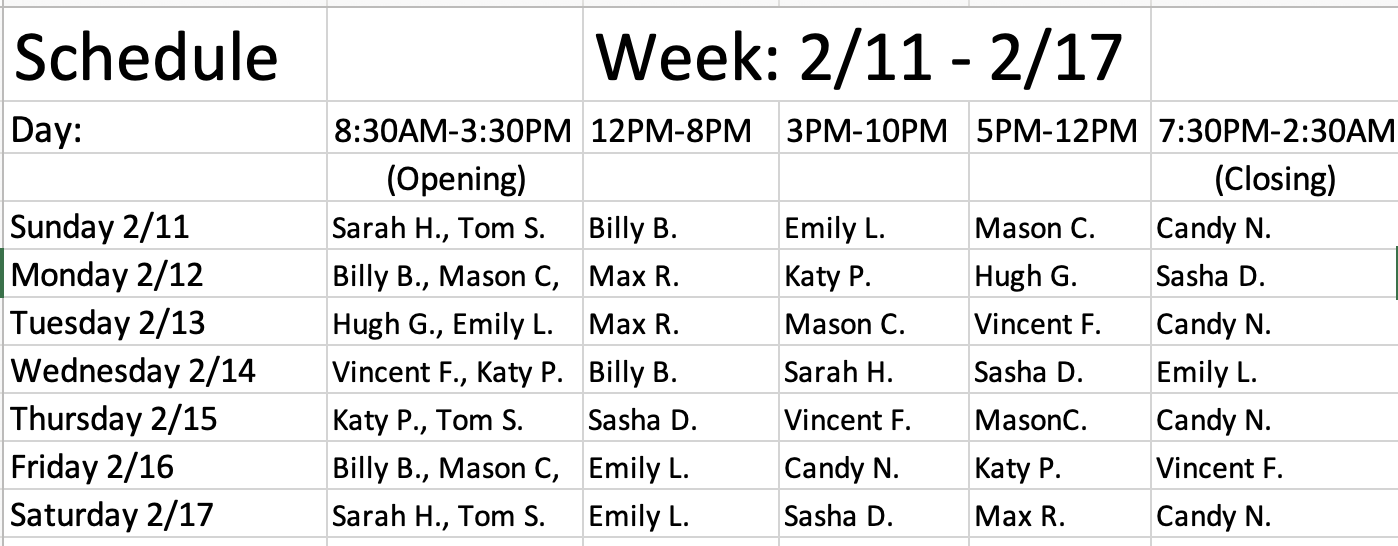 Schedule Week: 2/11 - 2/17
Day: 8:30AM-3:30PM 12PM-8PM 3PM-10PM 5PM-12PM 7:30PM-2:30AM
(Opening) (Closing)
Sunday 2/11 Sarah H., Tom S. Billy B. Emily L. Mason C. Candy N.
Monday 2/12 Billy B., Mason C, Max R. Katy P. Hugh G. Sasha D.
Tuesday 2/13 Hugh G., Emily L. Max R. Mason C. Vincent F. Candy N.
Wednesday 2/14 Vincent F., Katy P. Billy B. Sarah H. Sasha D. Emily L.
Thursday 2/15 Katy P., Tom S. Sasha D. Vincent F. MasonC. Candy N.
Friday 2/16 Billy B., Mason C, Emily L. Candy N. Katy P. Vincent F.
Saturday 2/17 Sarah H., Tom S. Emily L. Sasha D. Max R. Candy N.